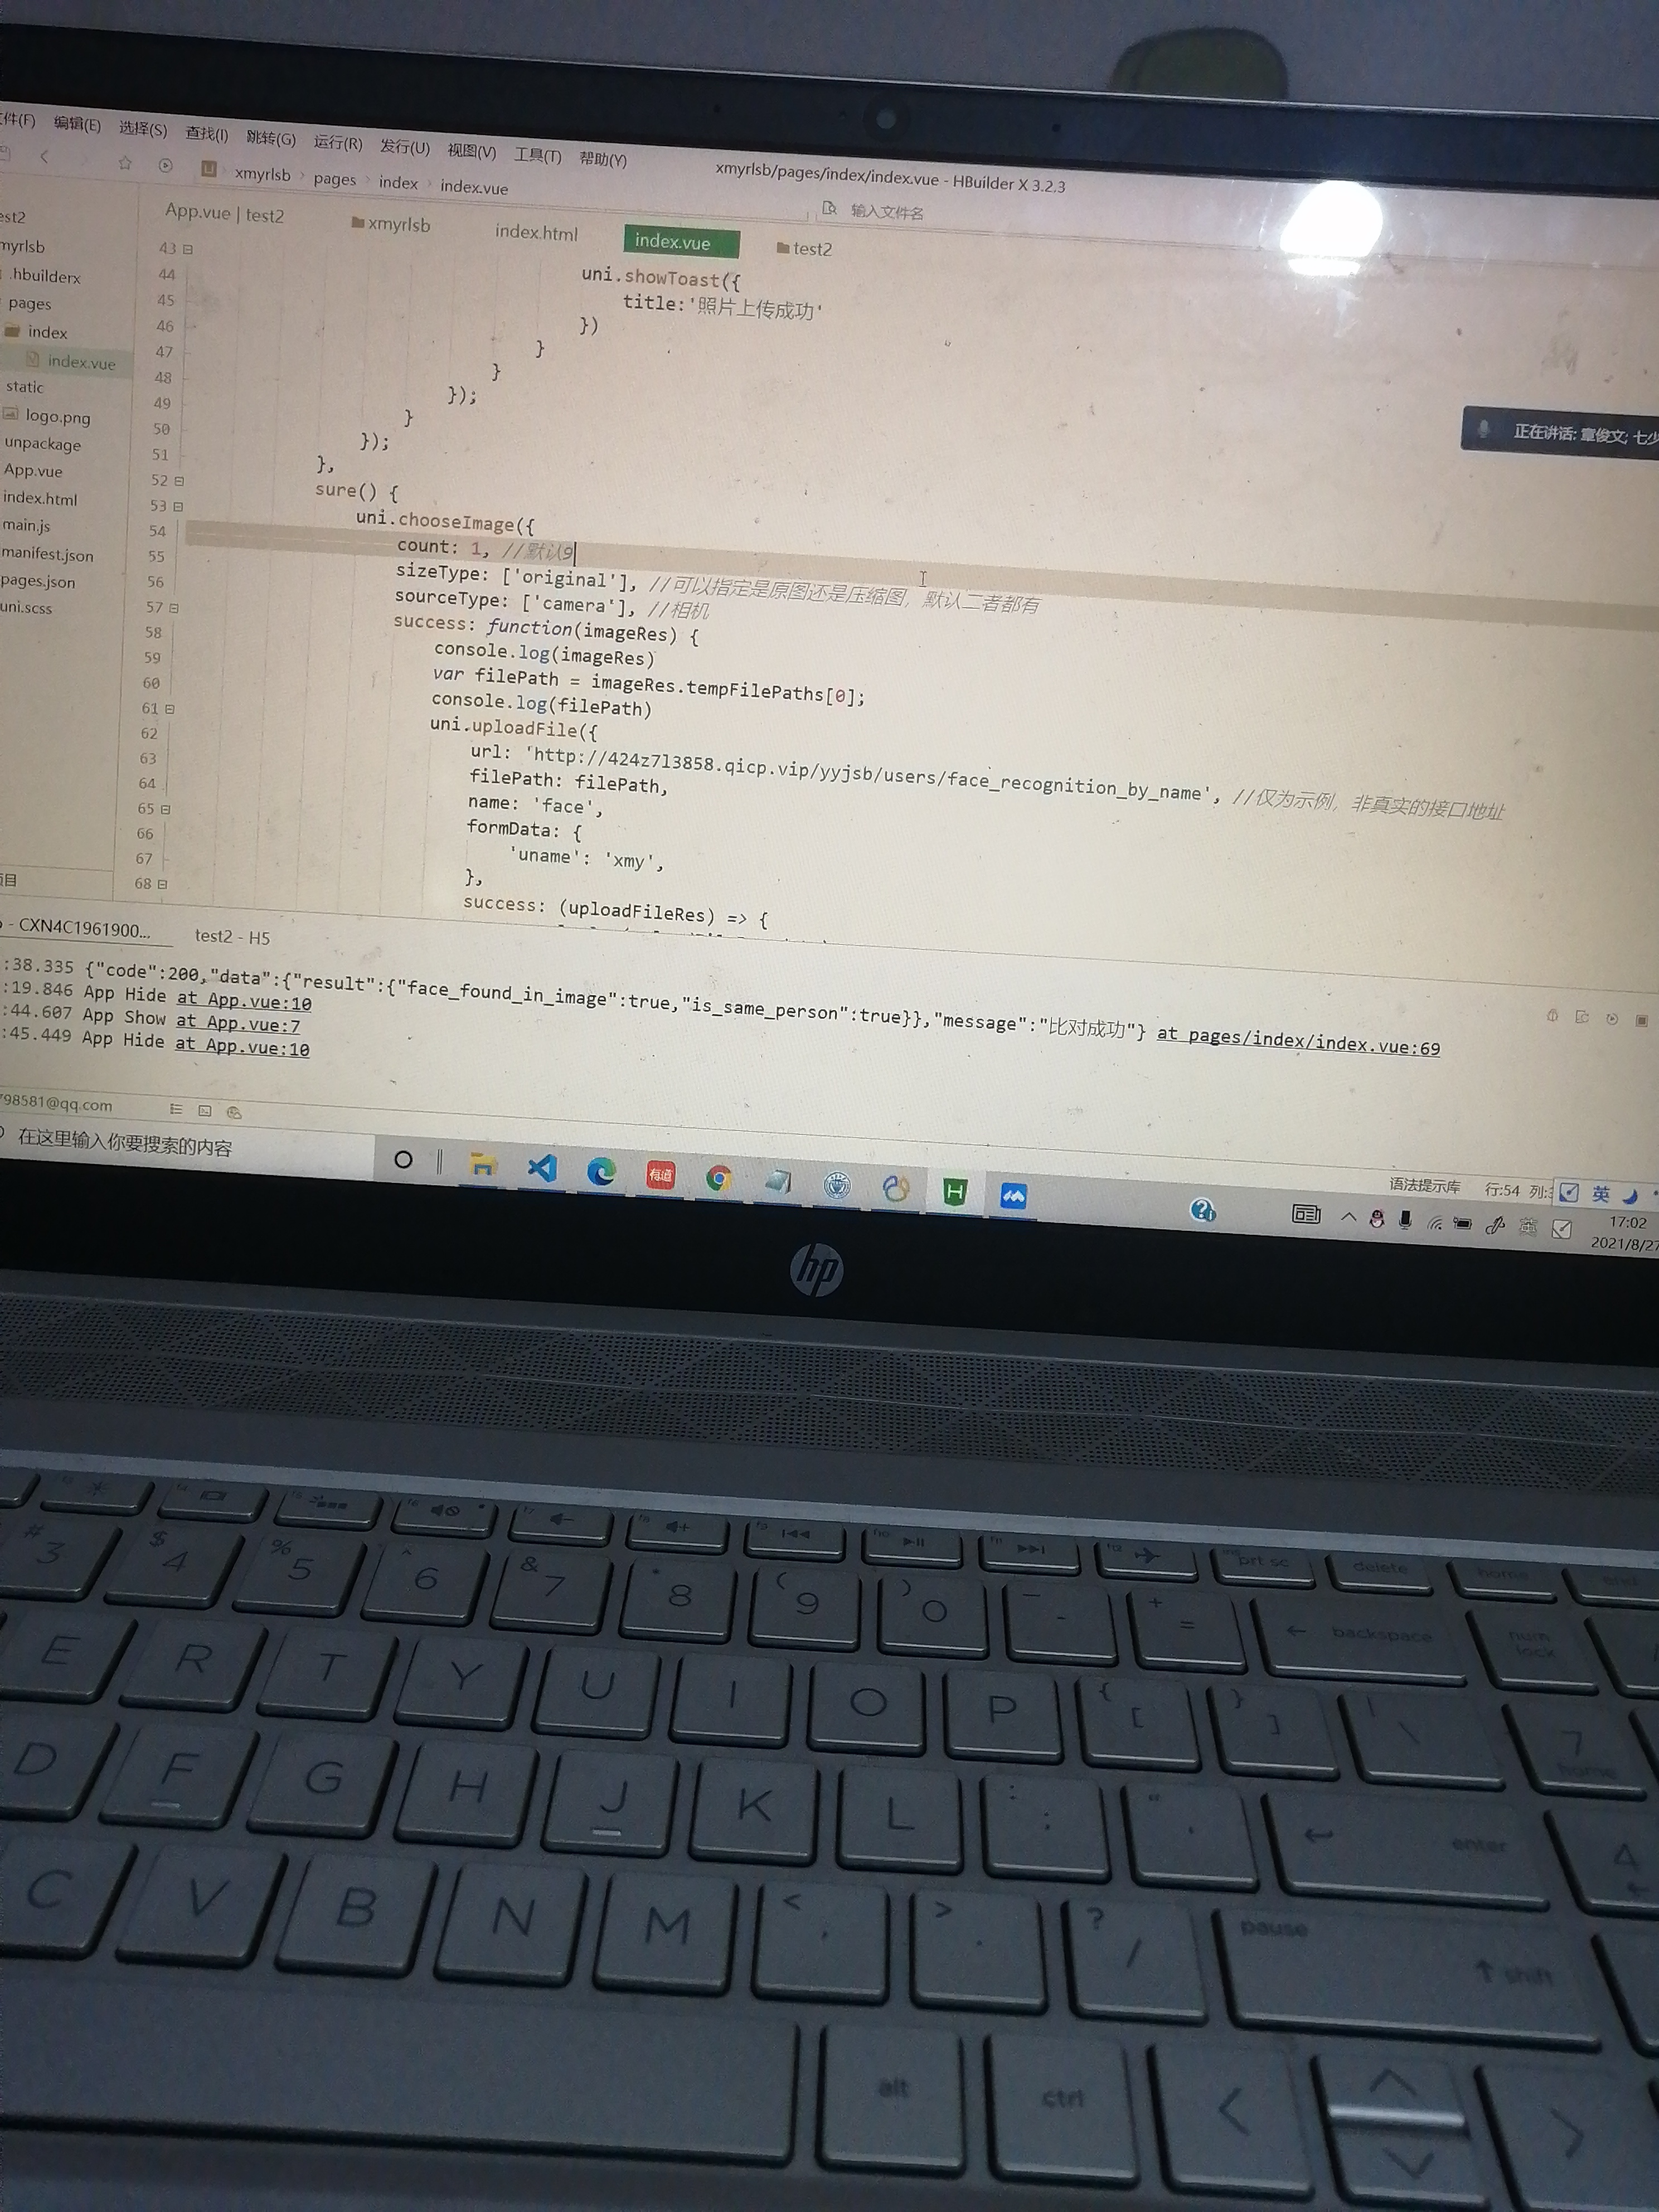 件(F) 编辑(E) 选择(S) 查找(I) 跳转(G) 运行(R) 发行(U) 视图(V) 工具(T) 帮助(Y)
xmyrlsb/pages/index/index.vue - HBuilder X 3.2.3
xmyrlsb pages index index.vue
输入文件名
App.vue | test2 xmyrlsb index.html index.vue test2
est2
myrlsb
.hbuilderx
pages
index
index.vue
static
logo.png
unpackage
App.vue
index.html
main.js
manifest.json
pages.json
uni.scss
43
44
45
46
47
48
49
50
51
52
53
54
55
56
57
58
59
60
61
62
63
64
65
66
67
68
uni.showToast({
title:'照片上传成功'
})
}
}
});
}
});
},
sure() {
uni.chooseImage({
count: 1, //默认9
sizeType: ['original'], //可以指定是原图还是压缩图，默认二者都有
sourceType: ['camera'], //相机
success: function(imageRes) {
console.log(imageRes)
var filePath = imageRes.tempFilePaths[0];
console.log(filePath)
uni.uploadFile({
url: 'http://424z7l3858.qicp.vip/yyjsb/users/face_recognition_by_name', //仅为示例，非真实的接口地址
filePath: filePath,
name: 'face',
formData: {
'uname': 'xmy',
},
success: (uploadFileRes) => {
正在讲话: 章俊文; 七少
- CXN4C1961900... test2 - H5
:38.335 {"code":200,"data":{"result":{"face_found_in_image":true,"is_same_person":true}},"message":"比对成功"} at pages/index/index.vue:69
:19.846 App Hide at App.vue:10
:44.607 App Show at App.vue:7
:45.449 App Hide at App.vue:10
798581@qq.com
语法提示库 行:54 列:
英
在这里输入你要搜索的内容
有道
英
17:02
2021/8/27
hp
prt sc delete home end
# 3 $ 4 % 5 ^ 6 & 7 * 8 ( 9 ) 0 - + = backspace num lock
E R T Y U I O P { [ } ] | \ 7 home
D F G H J K L : ; " ' enter 4
C V B N M < , > . ? / pause shift
alt ctrl